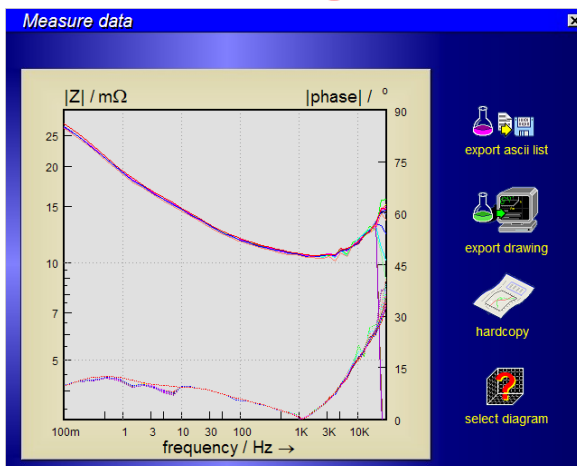 Measure data
|Z| / mΩ
|phase| / °
25
20
15
10
7
5
90
75
60
45
30
15
0
100m 1 3 10 30 100 1K 3K 10K
frequency / Hz →
export ascii list
export drawing
hardcopy
select diagram